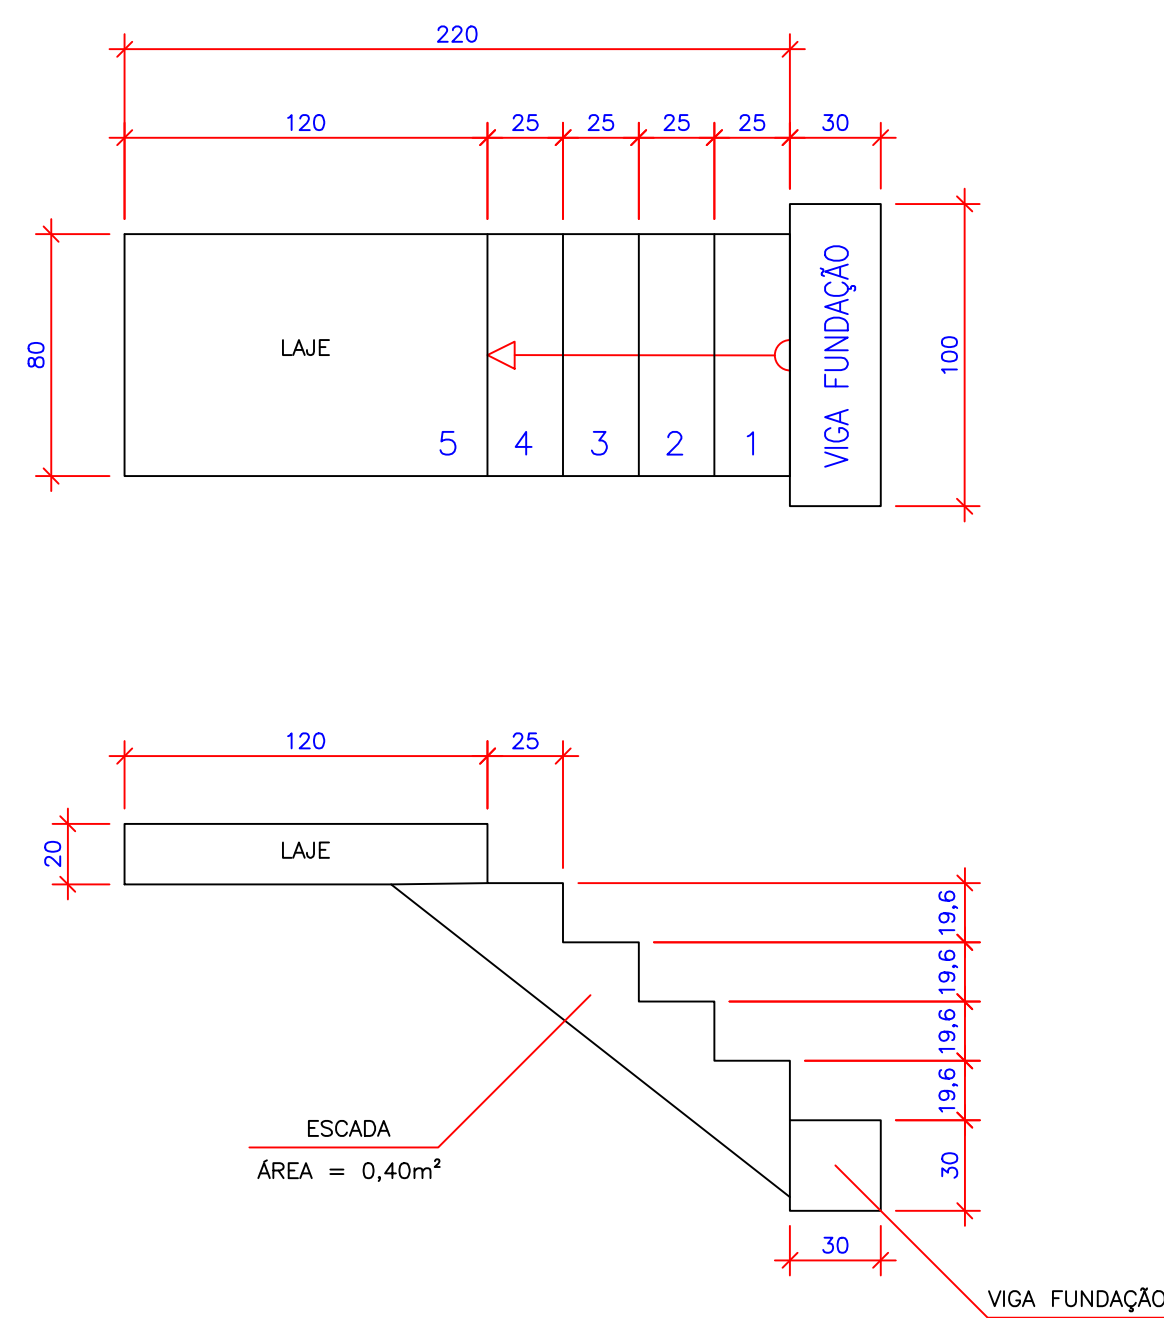 220
120 25 25 25 25 30
80
LAJE
VIGA FUNDAÇÃO
100
5 4 3 2 1
120 25
20
LAJE
19,6
19,6
19,6
19,6
30
ESCADA
ÁREA = 0,40m²
30
VIGA FUNDAÇÃO